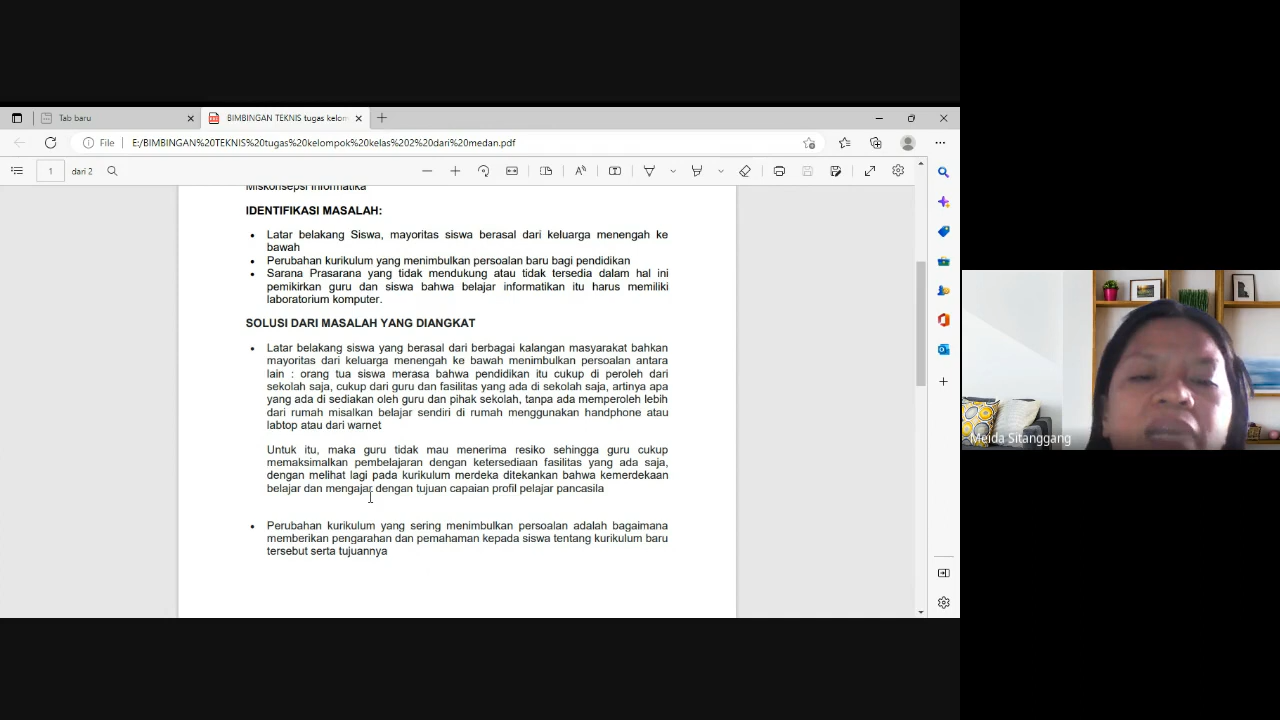 Tab baru
BIMBINGAN TEKNIS tugas kelom
File
E:/BIMBINGAN%20TEKNIS%20tugas%20kelompok%20kelas%202%20dari%20medan.pdf
1
dari 2
Miskonsepsi Informatika
IDENTIFIKASI MASALAH:
• Latar belakang Siswa, mayoritas siswa berasal dari keluarga menengah ke
bawah
• Perubahan kurikulum yang menimbulkan persoalan baru bagi pendidikan
• Sarana Prasarana yang tidak mendukung atau tidak tersedia dalam hal ini
pemikirkan guru dan siswa bahwa belajar informatikan itu harus memiliki
laboratorium komputer.
SOLUSI DARI MASALAH YANG DIANGKAT
• Latar belakang siswa yang berasal dari berbagai kalangan masyarakat bahkan
mayoritas dari keluarga menengah ke bawah menimbulkan persoalan antara
lain : orang tua siswa merasa bahwa pendidikan itu cukup di peroleh dari
sekolah saja, cukup dari guru dan fasilitas yang ada di sekolah saja, artinya apa
yang ada di sediakan oleh guru dan pihak sekolah, tanpa ada memperoleh lebih
dari rumah misalkan belajar sendiri di rumah menggunakan handphone atau
labtop atau dari warnet
Untuk itu, maka guru tidak mau menerima resiko sehingga guru cukup
memaksimalkan pembelajaran dengan ketersediaan fasilitas yang ada saja,
dengan melihat lagi pada kurikulum merdeka ditekankan bahwa kemerdekaan
belajar dan mengajar dengan tujuan capaian profil pelajar pancasila
• Perubahan kurikulum yang sering menimbulkan persoalan adalah bagaimana
memberikan pengarahan dan pemahaman kepada siswa tentang kurikulum baru
tersebut serta tujuannya
Meida Sitanggang